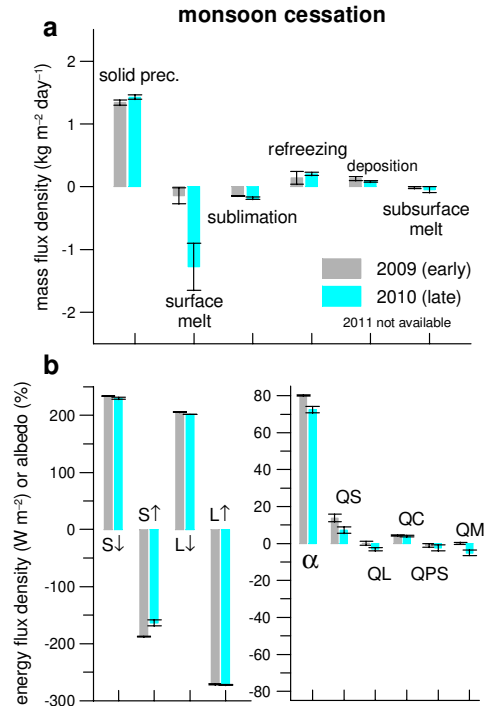 monsoon cessation
a
mass flux density (kg m⁻² day⁻¹)
2
1
0
-1
-2
solid prec.
surface
melt
sublimation
refreezing
deposition
subsurface
melt
2009 (early)
2010 (late)
2011 not available
b
energy flux density (W m⁻²) or albedo (%)
200
100
0
-100
-200
-300
S↓
S↑
L↓
L↑
80
60
40
20
0
-20
-40
-60
-80
α
QS
QL
QC
QPS
QM